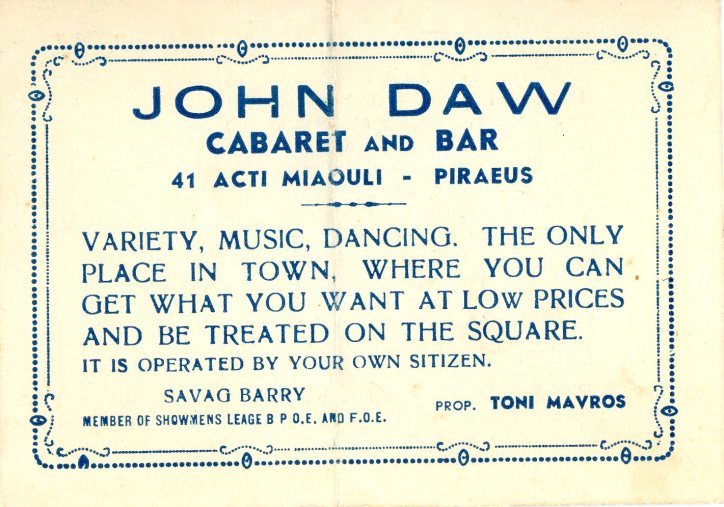 JOHN DAW
CABARET AND BAR
41 ACTI MIAOULI - PIRAEUS
VARIETY, MUSIC, DANCING. THE ONLY
PLACE IN TOWN, WHERE YOU CAN
GET WHAT YOU WANT AT LOW PRICES
AND BE TREATED ON THE SQUARE.
IT IS OPERATED BY YOUR OWN SITIZEN.
SAVAG BARRY
MEMBER OF SHOWMENS LEAGE B P O.E. AND F.O.E.
PROP. TONI MAVROS